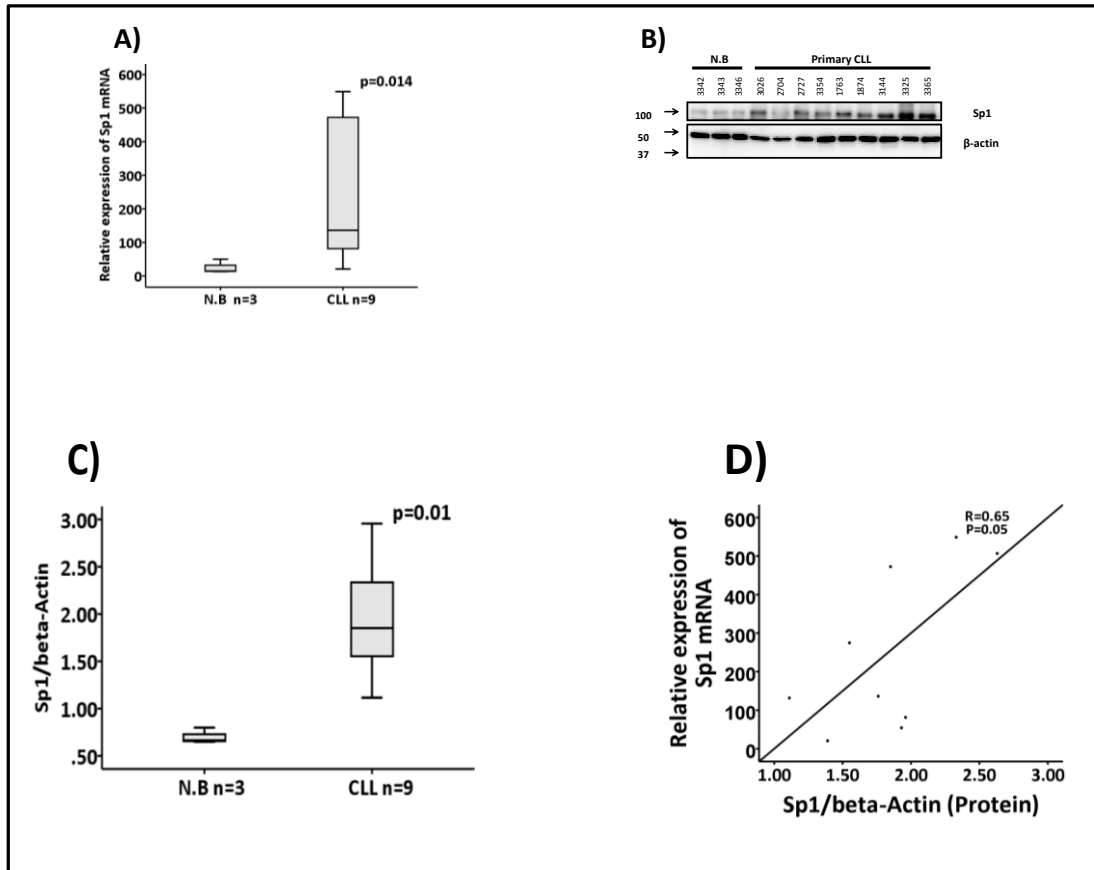 A)
Relative expression of Sp1 mRNA
600
500
400
300
200
100
0
p=0.014
N.B n=3
CLL n=9
B)
N.B
Primary CLL
3342
3343
3346
3026
2704
2727
3354
1763
1874
3144
3325
3365
100
Sp1
50
β-actin
37
C)
Sp1/beta-Actin
3.00
2.50
2.00
1.50
1.00
.50
p=0.01
N.B n=3
CLL n=9
D)
Relative expression of
Sp1 mRNA
600
500
400
300
200
100
0
R=0.65
P=0.05
1.00
1.50
2.00
2.50
3.00
Sp1/beta-Actin (Protein)